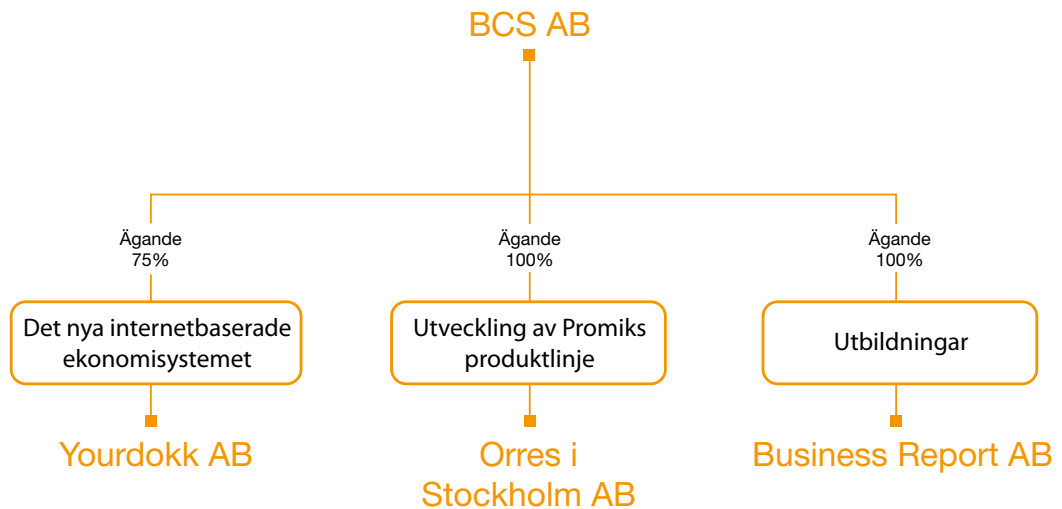 BCS AB
Ägande
75%
Ägande
100%
Ägande
100%
Det nya internetbaserade
ekonomisystemet
Utveckling av Promiks
produktlinje
Utbildningar
Yourdokk AB
Orres i
Stockholm AB
Business Report AB